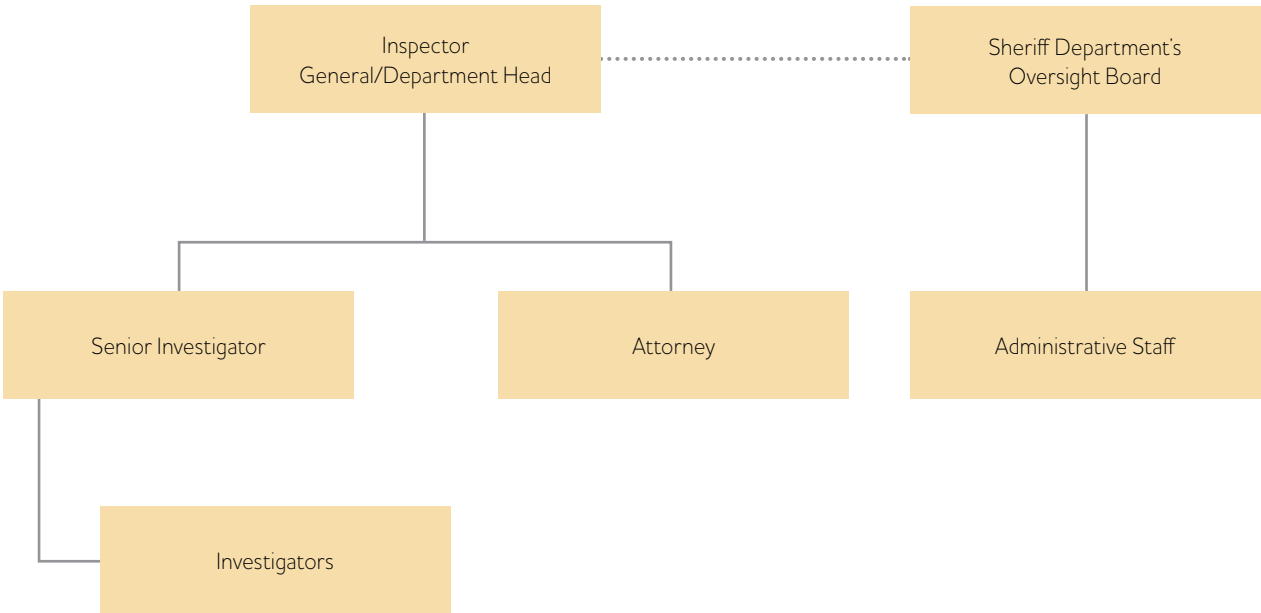 Inspector
General/Department Head
Sheriff Department's
Oversight Board
Senior Investigator
Attorney
Administrative Staff
Investigators